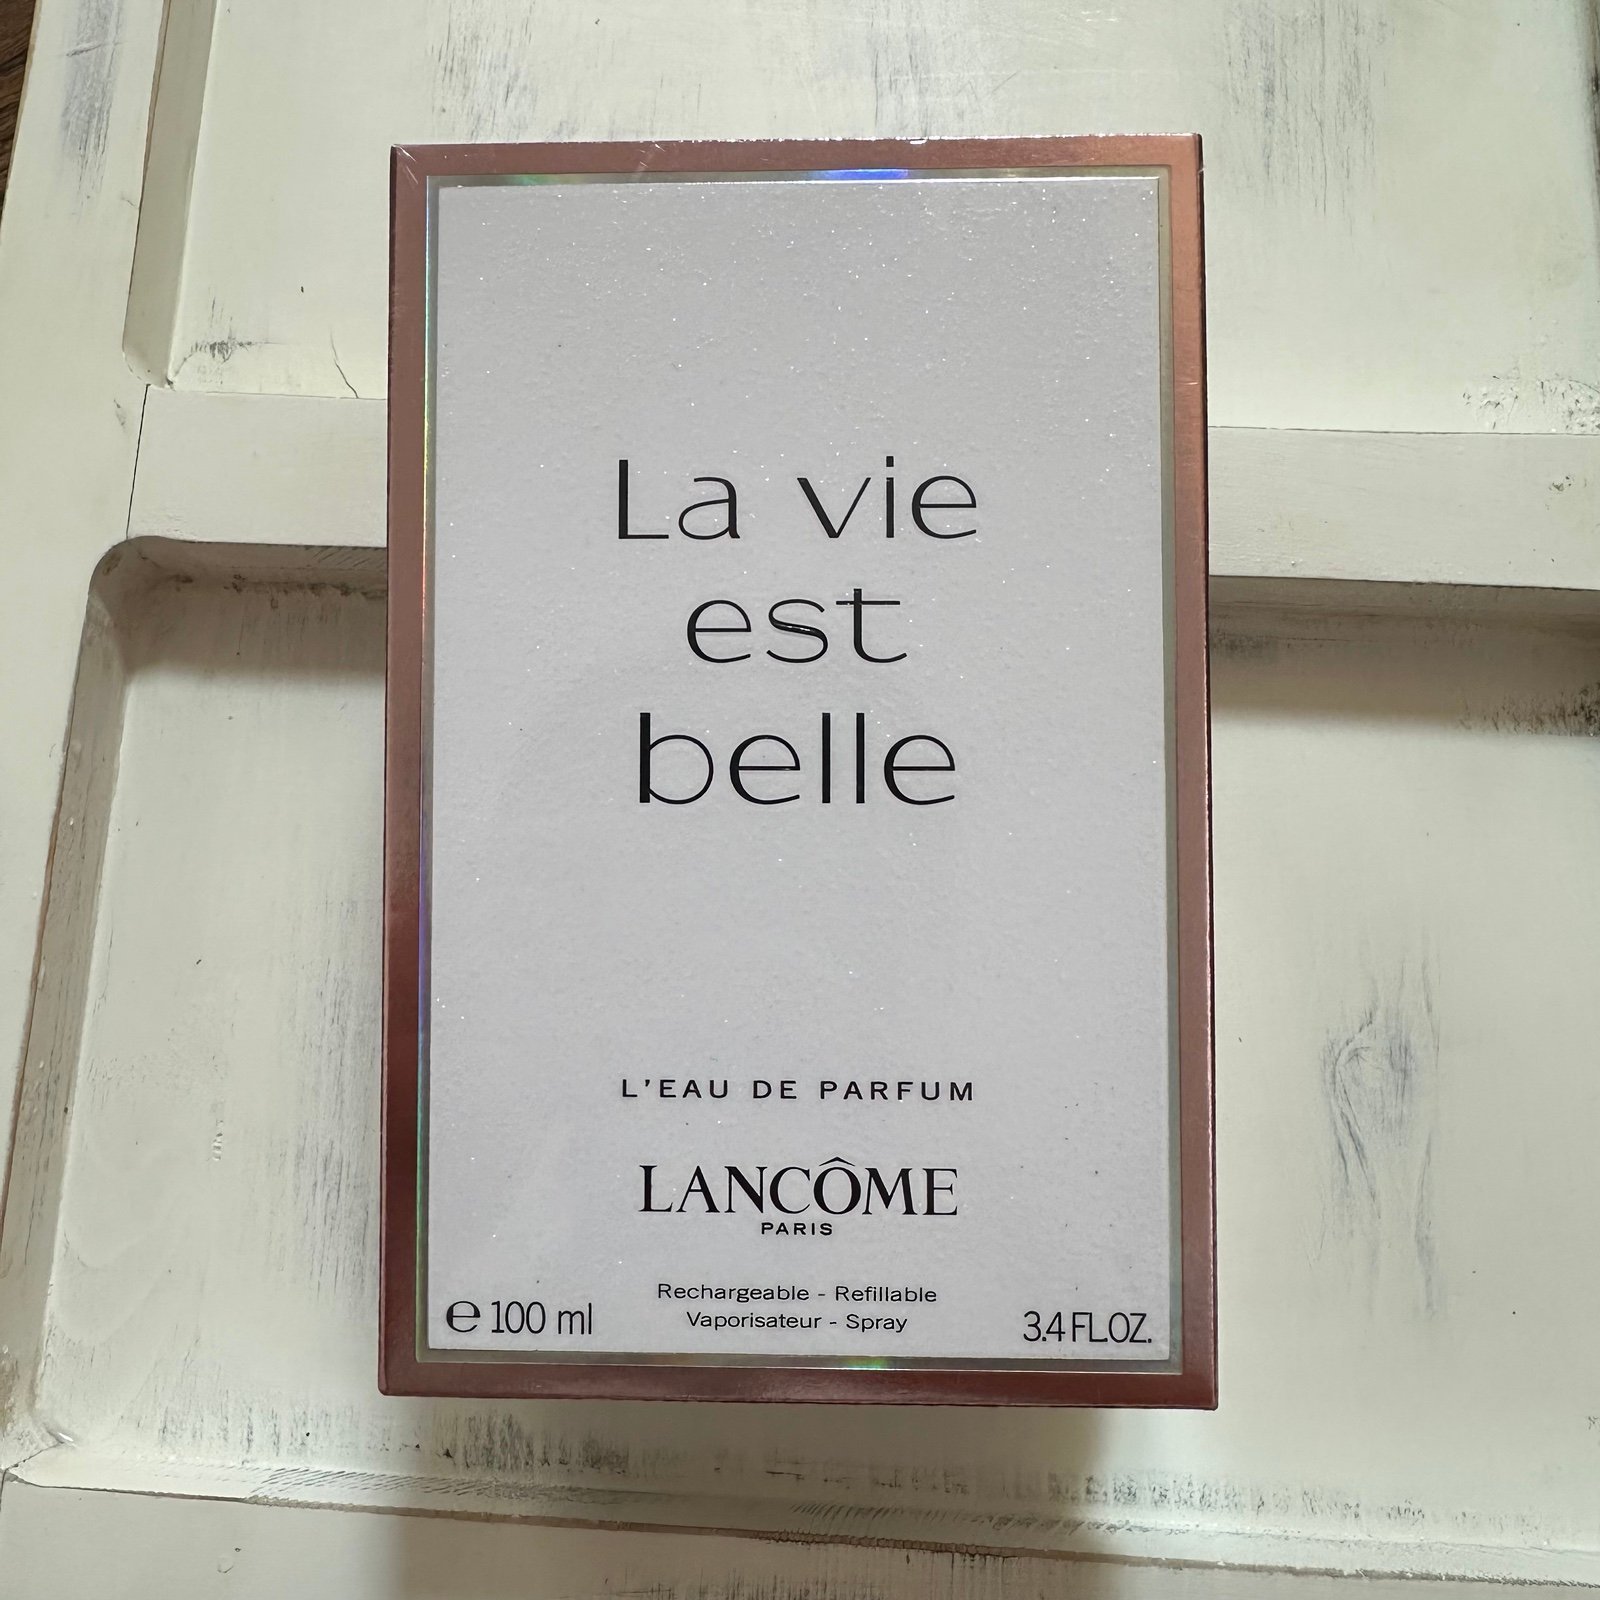 La vie
est
belle
L'EAU DE PARFUM
LANCÔME
PARIS
Rechargeable - Refillable
Vaporisateur - Spray
℮ 100 ml
3.4 FL.OZ.